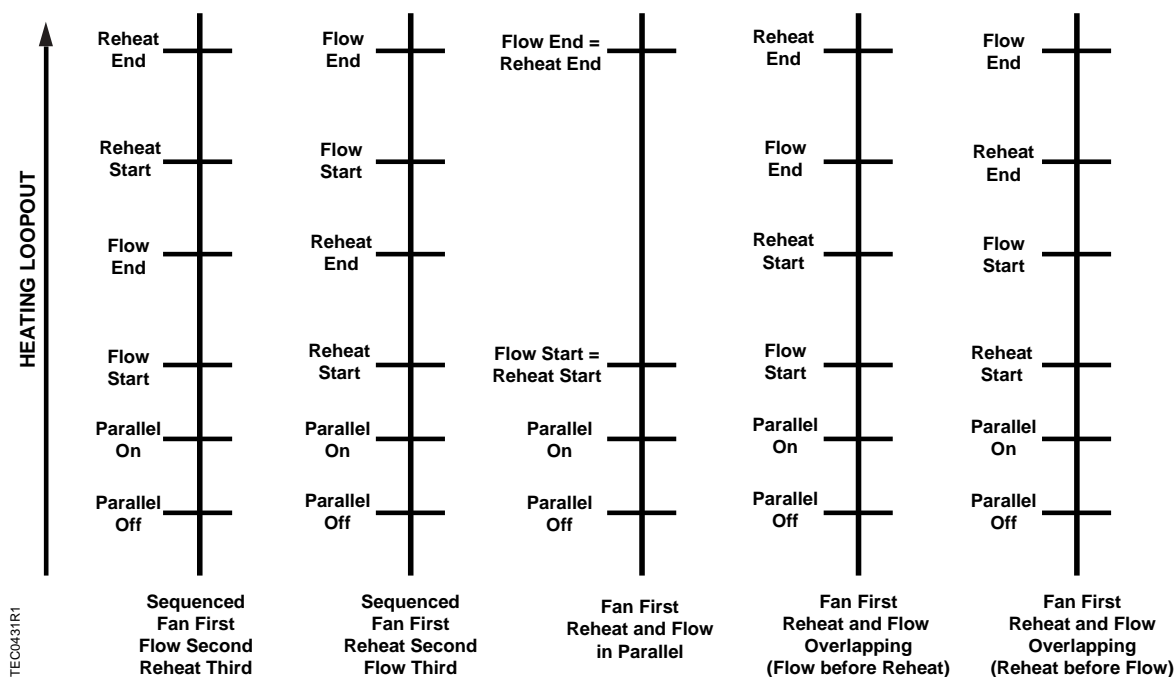 HEATING LOOPOUT
Reheat
End
Reheat
Start
Flow
End
Flow
Start
Parallel
On
Parallel
Off
Sequenced
Fan First
Flow Second
Reheat Third
Flow
End
Flow
Start
Reheat
End
Reheat
Start
Parallel
On
Parallel
Off
Sequenced
Fan First
Reheat Second
Flow Third
Flow End =
Reheat End
Flow Start =
Reheat Start
Parallel
On
Parallel
Off
Fan First
Reheat and Flow
in Parallel
Reheat
End
Flow
End
Reheat
Start
Flow
Start
Parallel
On
Parallel
Off
Fan First
Reheat and Flow
Overlapping
(Flow before Reheat)
Flow
End
Reheat
End
Flow
Start
Reheat
Start
Parallel
On
Parallel
Off
Fan First
Reheat and Flow
Overlapping
(Reheat before Flow)
TEC0431R1